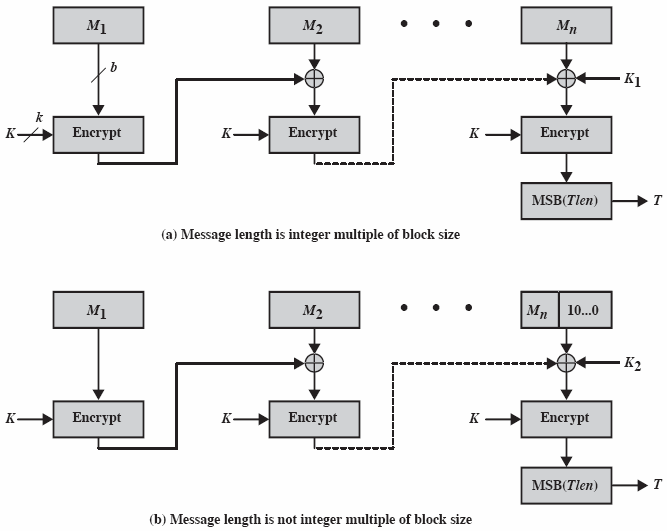 M1 M2 • • • Mn
b
K1
k
K Encrypt K Encrypt K Encrypt
MSB(Tlen) T
(a) Message length is integer multiple of block size
M1 M2 • • • Mn 10...0
K2
K Encrypt K Encrypt K Encrypt
MSB(Tlen) T
(b) Message length is not integer multiple of block size